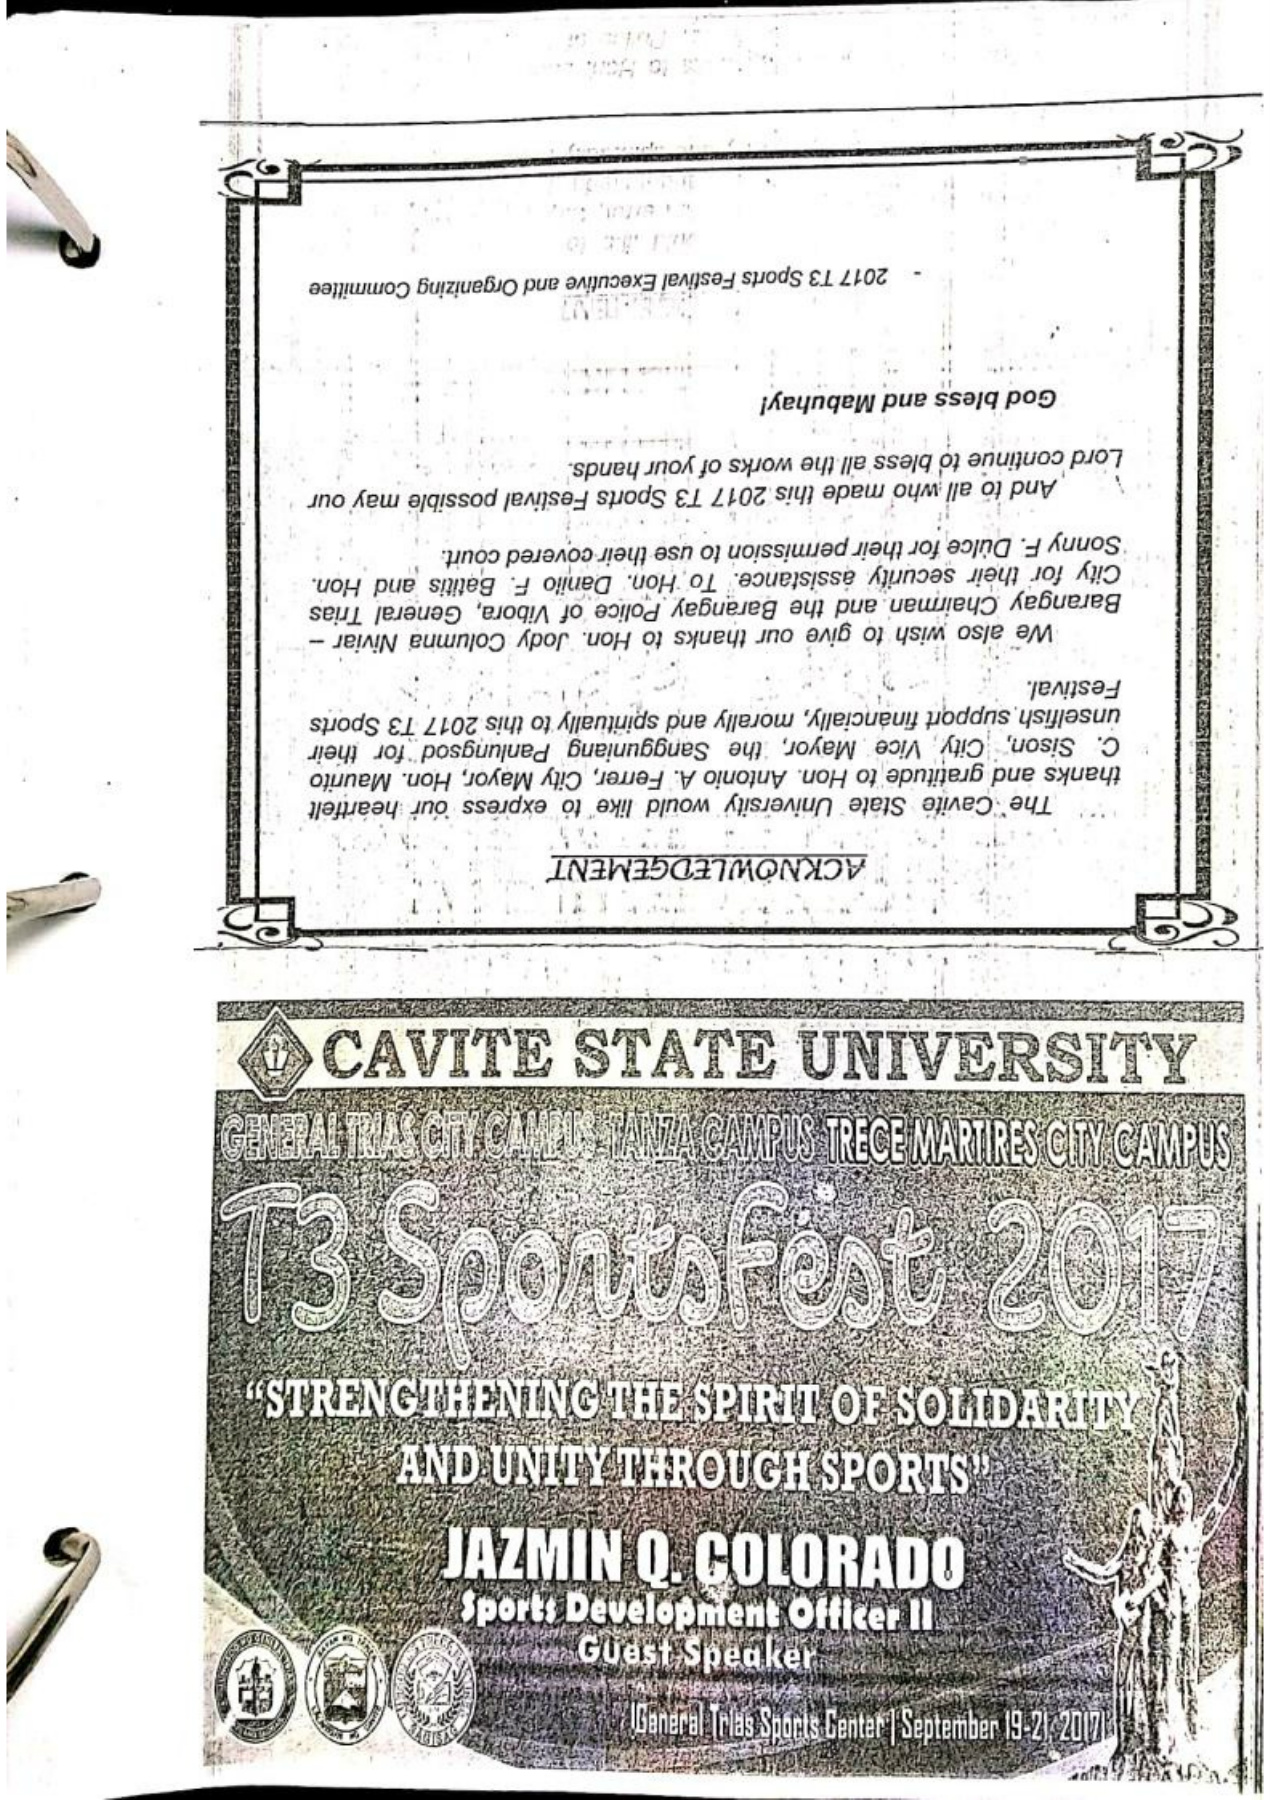 ACKNOWLEDGEMENT
The Cavite State University would like to express our heartfelt
thanks and gratitude to Hon. Antonio A. Ferrer, City Mayor, Hon. Maurito
C. Sison, City Vice Mayor, the Sangguniang Panlungsod for their
unselfish support financially, morally and spiritually to this 2017 T3 Sports
Festival.
We also wish to give our thanks to Hon. Jody Columna Niviar –
Barangay Chairman and the Barangay Police of Vibora, General Trias
City for their security assistance. To Hon. Danilo F. Batitis and Hon.
Sonny F. Dulce for their permission to use their covered court.
And to all who made this 2017 T3 Sports Festival possible may our
Lord continue to bless all the works of your hands.
God bless and Mabuhay!
- 2017 T3 Sports Festival Executive and Organizing Committee
CAVITE STATE UNIVERSITY
GENERAL TRIAS CITY CAMPUS TANZA CAMPUS TRECE MARTIRES CITY CAMPUS
T3 SportsFest 2017
“STRENGTHENING THE SPIRIT OF SOLIDARITY
AND UNITY THROUGH SPORTS”
JAZMIN Q. COLORADO
Sports Development Officer II
Guest Speaker
|General Trias Sports Center | September 19-21, 2017|